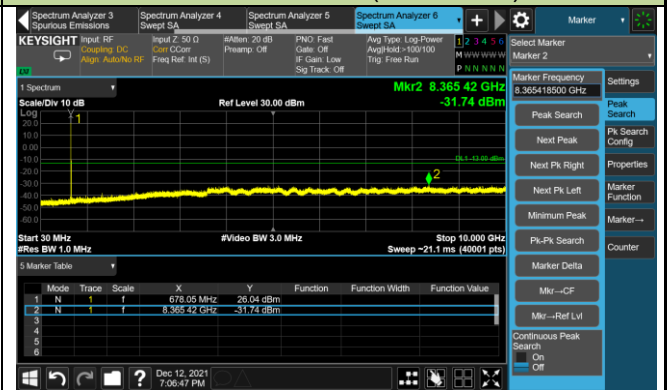 Spectrum Analyzer 3
Spurious Emissions
Spectrum Analyzer 4
Swept SA
Spectrum Analyzer 5
Swept SA
Spectrum Analyzer 6
Swept SA
Marker
KEYSIGHT
Input: RF
Coupling: DC
Align: Auto/No RF
Input Z: 50 Ω
Corr CCorr
Freq Ref: Int (S)
#Atten: 20 dB
Preamp: Off
PNO: Fast
Gate: Off
IF Gain: Low
Sig Track: Off
Avg Type: Log-Power
Avg|Hold:>100/100
Trig: Free Run
1 2 3 4 5 6
M W W W W W
P N N N N N
Select Marker
Marker 2
1 Spectrum
Mkr2 8.365 42 GHz
-31.74 dBm
Scale/Div 10 dB
Ref Level 30.00 dBm
Log
20.0
10.0
0.00
-10.0
-20.0
-30.0
-40.0
-50.0
-60.0
1
2
DL1 -13.00 dBm
Start 30 MHz
#Video BW 3.0 MHz
Stop 10.000 GHz
#Res BW 1.0 MHz
Sweep ~21.1 ms (40001 pts)
5 Marker Table
Mode Trace Scale X Y Function Function Width Function Value
1 N 1 f 678.05 MHz 26.04 dBm
2 N 1 f 8.365 42 GHz -31.74 dBm
3
4
5
6
Marker Frequency
8.365418500 GHz
Peak Search
Next Peak
Next Pk Right
Next Pk Left
Minimum Peak
Pk-Pk Search
Marker Delta
Mkr→CF
Mkr→Ref Lvl
Continuous Peak
Search
On
Off
Settings
Peak
Search
Pk Search
Config
Properties
Marker
Function
Marker→
Counter
?
Dec 12, 2021
7:06:47 PM